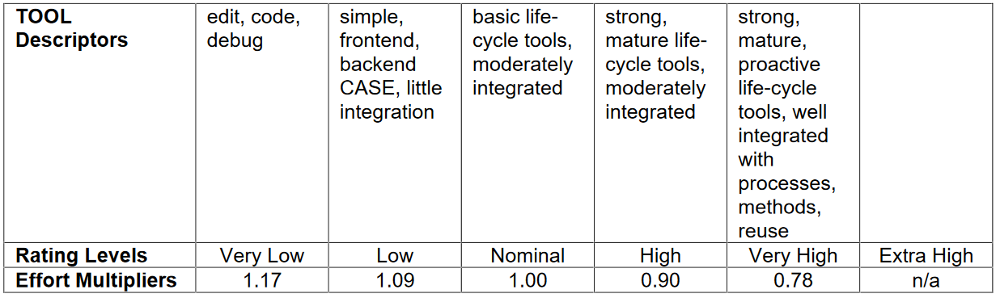 TOOL
Descriptors
edit, code,
debug
simple,
frontend,
backend
CASE, little
integration
basic life-
cycle tools,
moderately
integrated
strong,
mature life-
cycle tools,
moderately
integrated
strong,
mature,
proactive
life-cycle
tools, well
integrated
with
processes,
methods,
reuse
Rating Levels Very Low Low Nominal High Very High Extra High
Effort Multipliers 1.17 1.09 1.00 0.90 0.78 n/a